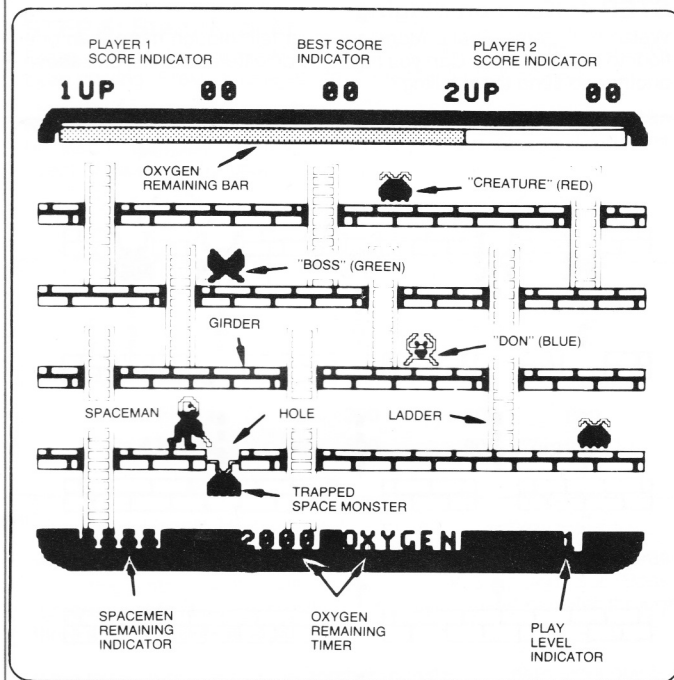 PLAYER 1
SCORE INDICATOR
BEST SCORE
INDICATOR
PLAYER 2
SCORE INDICATOR
1UP 00 00 2UP 00
OXYGEN
REMAINING BAR
"CREATURE" (RED)
"BOSS" (GREEN)
GIRDER
"DON" (BLUE)
SPACEMAN
HOLE
LADDER
TRAPPED
SPACE MONSTER
2000 OXYGEN 1
SPACEMEN
REMAINING
INDICATOR
OXYGEN
REMAINING
TIMER
PLAY
LEVEL
INDICATOR